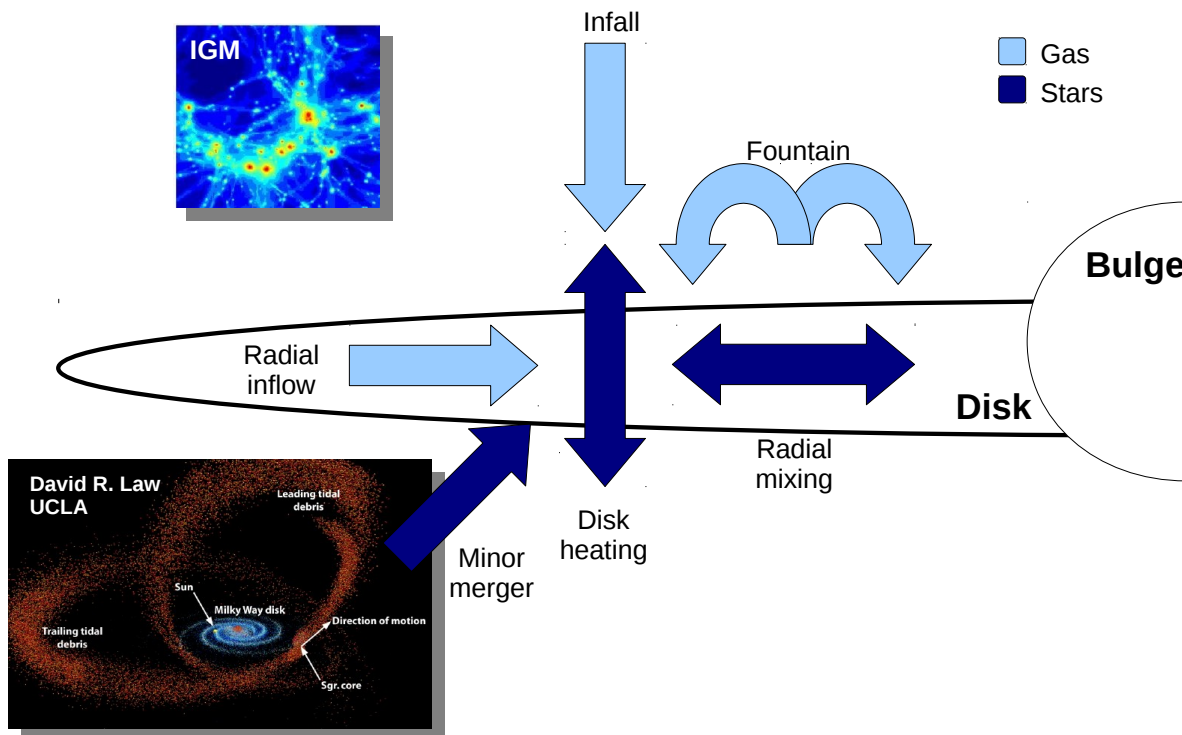 Infall
IGM
Gas
Stars
Fountain
Bulge
Radial
inflow
Disk
Radial
mixing
David R. Law
UCLA
Leading tidal
debris
Disk
heating
Minor
merger
Sun
Milky Way disk
Direction of motion
Trailing tidal
debris
Sgr. core